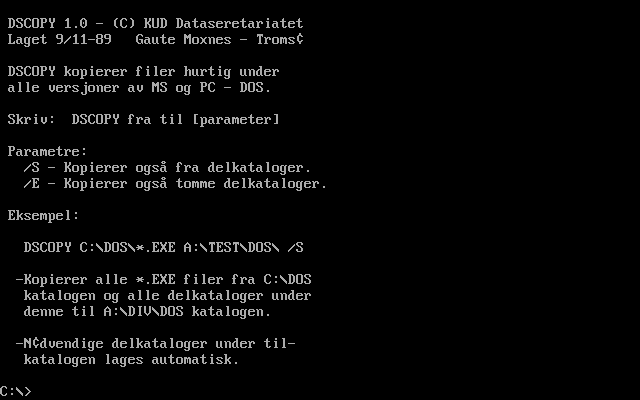 DSCOPY 1.0 - (C) KUD Dataseretariatet
Laget 9/11-89   Gaute Moxnes - Troms¢
DSCOPY kopierer filer hurtig under
alle versjoner av MS og PC - DOS.
Skriv:  DSCOPY fra til [parameter]
Parametre:
/S - Kopierer også fra delkataloger.
/E - Kopierer også tomme delkataloger.
Eksempel:
DSCOPY C:\DOS\*.EXE A:\TEST\DOS\ /S
-Kopierer alle *.EXE filer fra C:\DOS
katalogen og alle delkataloger under
denne til A:\DIV\DOS katalogen.
-N¢dvendige delkataloger under til-
katalogen lages automatisk.
C:\>